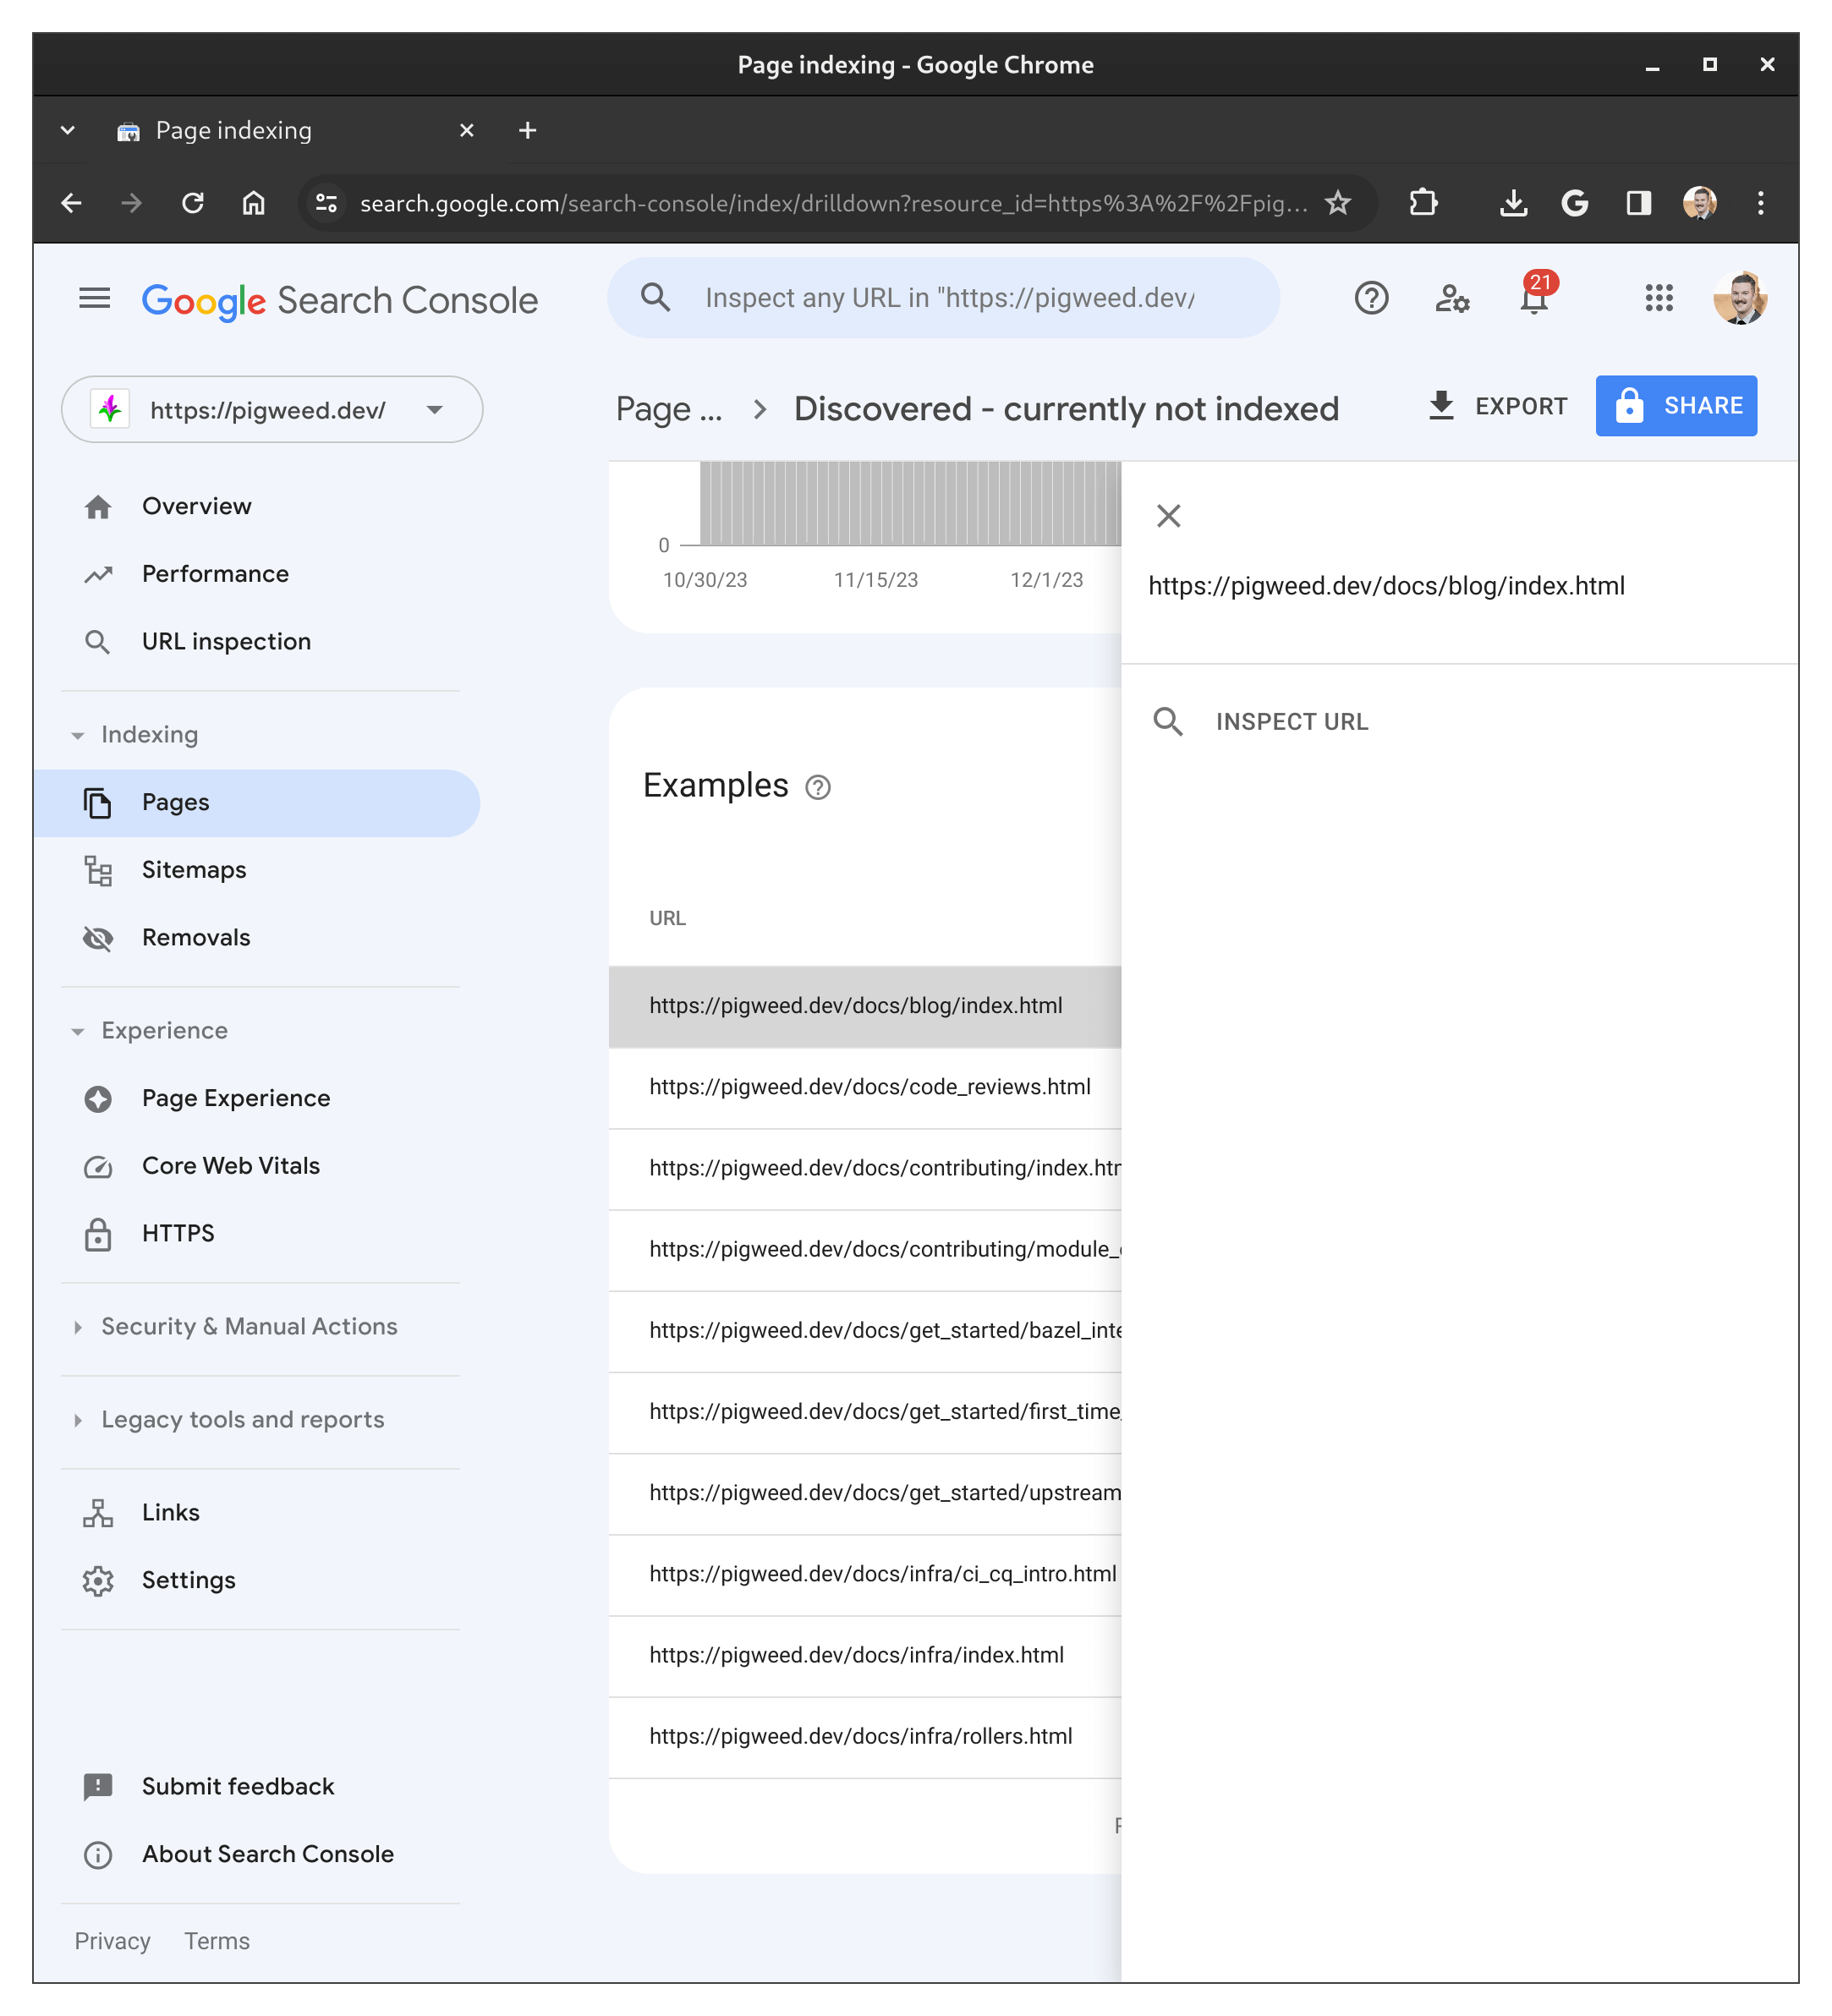 Page indexing - Google Chrome
Page indexing
search.google.com/search-console/index/drilldown?resource_id=https%3A%2F%2Fpig...
Google Search Console
Inspect any URL in "https://pigweed.dev/
21
https://pigweed.dev/
Page ...
Discovered - currently not indexed
EXPORT
SHARE
Overview
Performance
URL inspection
Indexing
Pages
Sitemaps
Removals
Experience
Page Experience
Core Web Vitals
HTTPS
Security & Manual Actions
Legacy tools and reports
Links
Settings
Submit feedback
About Search Console
Privacy
Terms
0
10/30/23
11/15/23
12/1/23
Examples
URL
https://pigweed.dev/docs/blog/index.html
https://pigweed.dev/docs/code_reviews.html
https://pigweed.dev/docs/contributing/index.htm
https://pigweed.dev/docs/contributing/module_
https://pigweed.dev/docs/get_started/bazel_inte
https://pigweed.dev/docs/get_started/first_time_
https://pigweed.dev/docs/get_started/upstream
https://pigweed.dev/docs/infra/ci_cq_intro.html
https://pigweed.dev/docs/infra/index.html
https://pigweed.dev/docs/infra/rollers.html
https://pigweed.dev/docs/blog/index.html
INSPECT URL